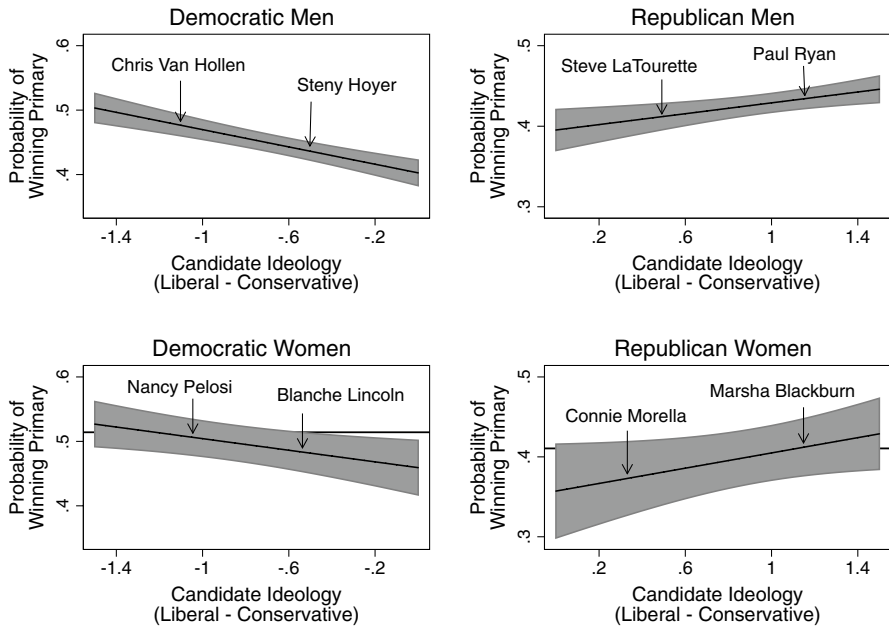 Democratic Men
Probability of
Winning Primary
.6
.5
.4
Chris Van Hollen
Steny Hoyer
-1.4 -1 -.6 -.2
Candidate Ideology
(Liberal - Conservative)
Republican Men
Probability of
Winning Primary
.5
.4
.3
Steve LaTourette
Paul Ryan
.2 .6 1 1.4
Candidate Ideology
(Liberal - Conservative)
Democratic Women
Probability of
Winning Primary
.6
.5
.4
Nancy Pelosi
Blanche Lincoln
-1.4 -1 -.6 -.2
Candidate Ideology
(Liberal - Conservative)
Republican Women
Probability of
Winning Primary
.5
.4
.3
Connie Morella
Marsha Blackburn
.2 .6 1 1.4
Candidate Ideology
(Liberal - Conservative)